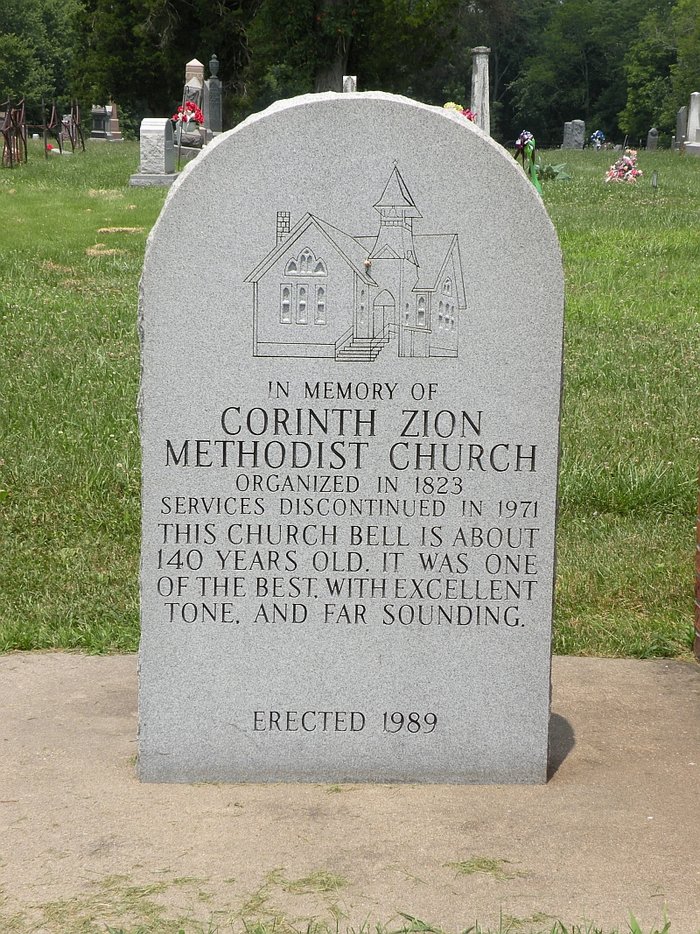 IN MEMORY OF
CORINTH ZION
METHODIST CHURCH
ORGANIZED IN 1823
SERVICES DISCONTINUED IN 1971
THIS CHURCH BELL IS ABOUT
140 YEARS OLD. IT WAS ONE
OF THE BEST, WITH EXCELLENT
TONE, AND FAR SOUNDING.
ERECTED 1989